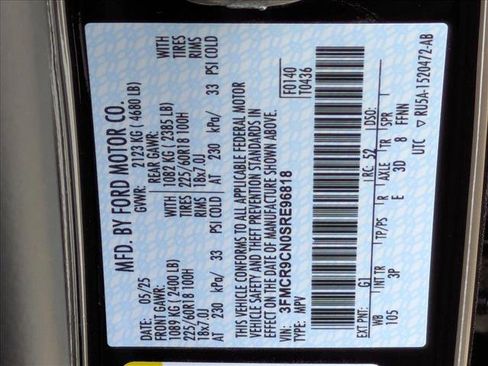 MFD. BY FORD MOTOR CO.
DATE: 05/25 GVWR: 2123 KG ( 4680 LB)
FRONT GAWR: REAR GAWR:
1089 KG ( 2400 LB) WITH 1082 KG ( 2385 LB) WITH
225/60R18 100H TIRES 225/60R18 100H TIRES
18x7.0J RIMS 18x7.0J RIMS
AT 230 kPa/ 33 PSI COLD AT 230 kPa/ 33 PSI COLD
THIS VEHICLE CONFORMS TO ALL APPLICABLE FEDERAL MOTOR
VEHICLE SAFETY AND THEFT PREVENTION STANDARDS IN
EFFECT ON THE DATE OF MANUFACTURE SHOWN ABOVE.
VIN: 3FMCR9CN0SRE96818 F0140
TYPE: MPV T0436
EXT PNT: G1 RC: 52 DSO:
WB INT TR TP/PS R AXLE TR SPR
105 3P E 3D 8 FFNN
UTC RU5A-1520472-AB